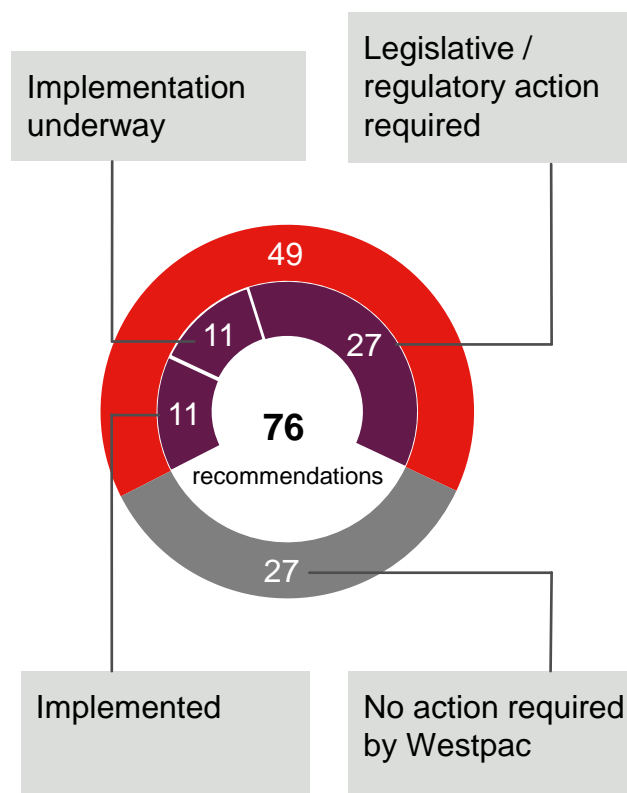 Implementation
underway
Legislative /
regulatory action
required
49
11
27
11
76
recommendations
27
Implemented
No action required
by Westpac